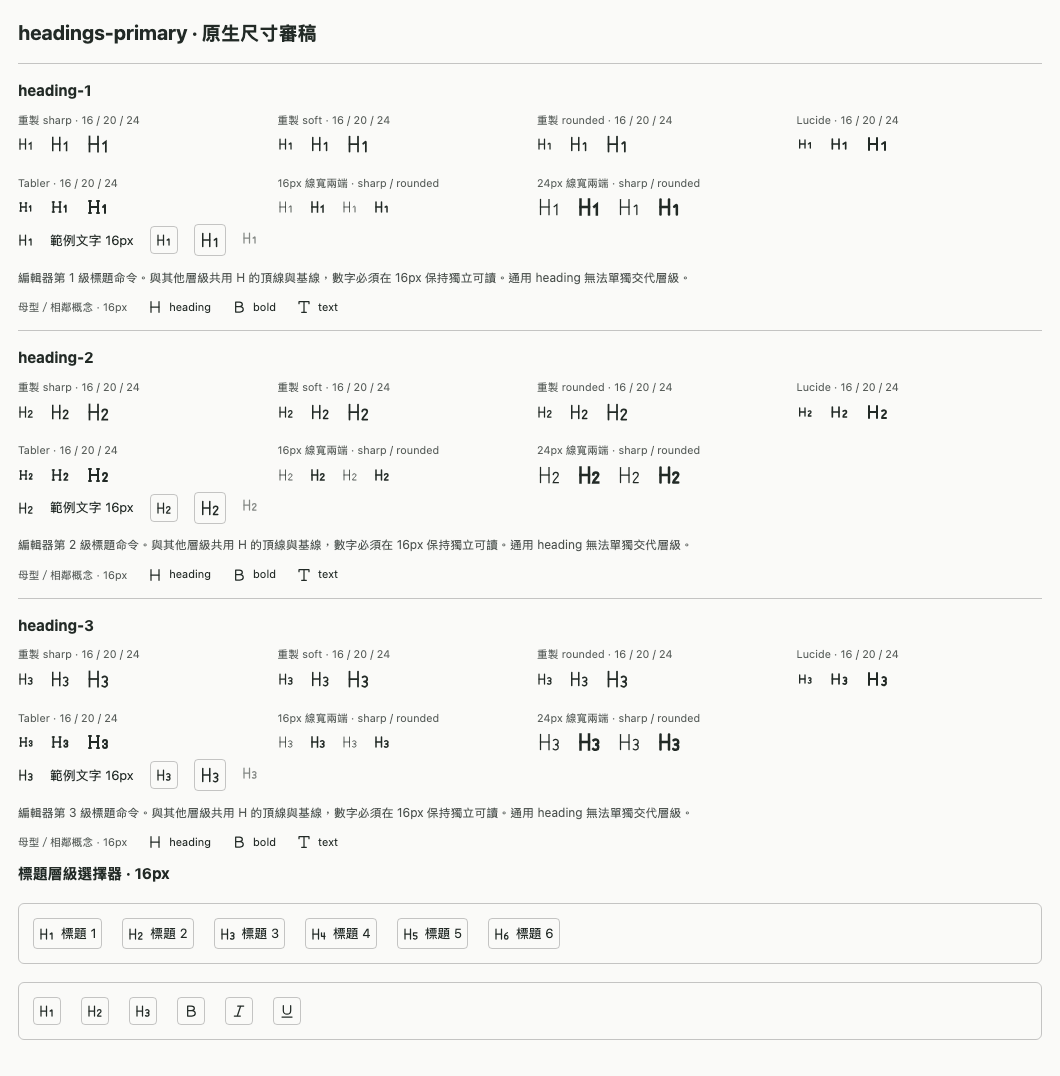 headings-primary · 原生尺寸審稿
heading-1
重製 sharp · 16 / 20 / 24 重製 soft · 16 / 20 / 24 重製 rounded · 16 / 20 / 24 Lucide · 16 / 20 / 24
H1 H1 H1 H1 H1 H1 H1 H1 H1 H1 H1 H1
Tabler · 16 / 20 / 24 16px 線寬兩端 · sharp / rounded 24px 線寬兩端 · sharp / rounded
H1 H1 H1 H1 H1 H1 H1 H1 H1 H1 H1
H1 範例文字 16px H1 H1 H1
編輯器第 1 級標題命令。與其他層級共用 H 的頂線與基線，數字必須在 16px 保持獨立可讀。通用 heading 無法單獨交代層級。
母型 / 相鄰概念 · 16px H heading B bold T text
heading-2
重製 sharp · 16 / 20 / 24 重製 soft · 16 / 20 / 24 重製 rounded · 16 / 20 / 24 Lucide · 16 / 20 / 24
H2 H2 H2 H2 H2 H2 H2 H2 H2 H2 H2 H2
Tabler · 16 / 20 / 24 16px 線寬兩端 · sharp / rounded 24px 線寬兩端 · sharp / rounded
H2 H2 H2 H2 H2 H2 H2 H2 H2 H2 H2
H2 範例文字 16px H2 H2 H2
編輯器第 2 級標題命令。與其他層級共用 H 的頂線與基線，數字必須在 16px 保持獨立可讀。通用 heading 無法單獨交代層級。
母型 / 相鄰概念 · 16px H heading B bold T text
heading-3
重製 sharp · 16 / 20 / 24 重製 soft · 16 / 20 / 24 重製 rounded · 16 / 20 / 24 Lucide · 16 / 20 / 24
H3 H3 H3 H3 H3 H3 H3 H3 H3 H3 H3 H3
Tabler · 16 / 20 / 24 16px 線寬兩端 · sharp / rounded 24px 線寬兩端 · sharp / rounded
H3 H3 H3 H3 H3 H3 H3 H3 H3 H3 H3
H3 範例文字 16px H3 H3 H3
編輯器第 3 級標題命令。與其他層級共用 H 的頂線與基線，數字必須在 16px 保持獨立可讀。通用 heading 無法單獨交代層級。
母型 / 相鄰概念 · 16px H heading B bold T text
標題層級選擇器 · 16px
H1 標題 1 H2 標題 2 H3 標題 3 H4 標題 4 H5 標題 5 H6 標題 6
H1 H2 H3 B I U